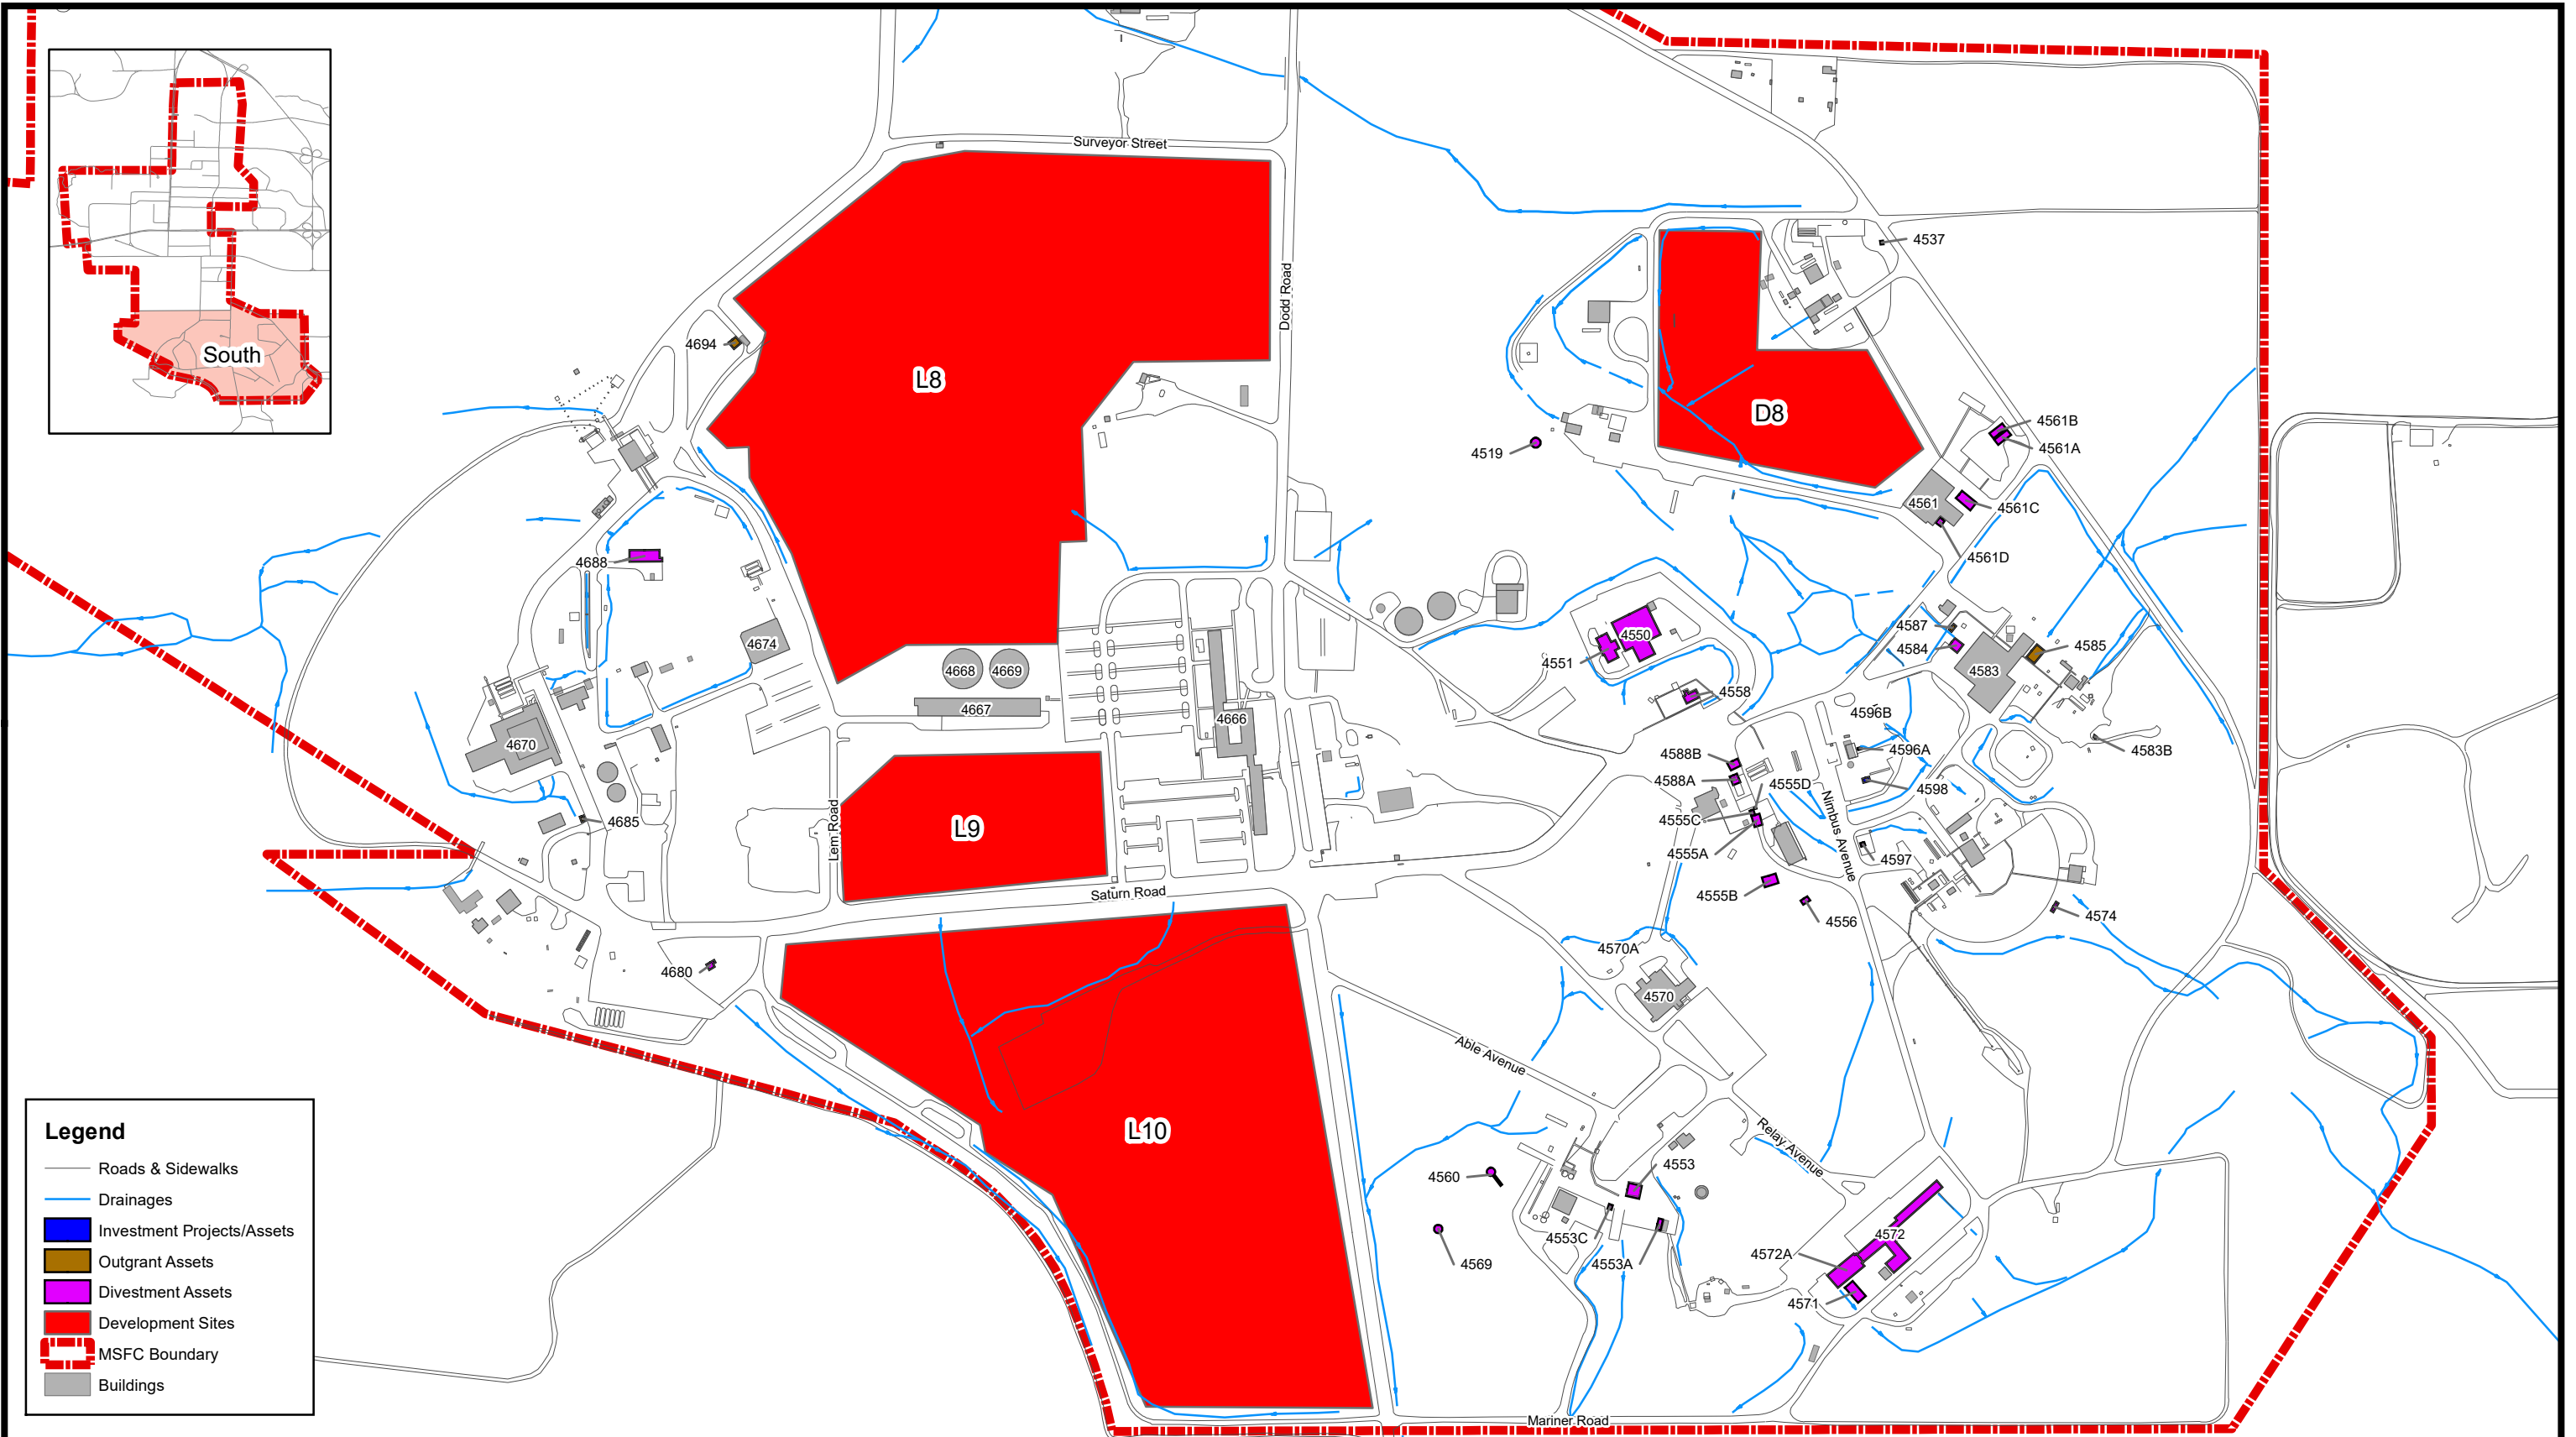 Surveyor Street
South
Dodd Road
4537
4694
L8
D8
4561B
4561A
4519
4561
4561C
4561D
4688
4587
4584
4585
4583
4550
4551
4558
4674
4668
4669
4667
4666
4670
4596B
4596A
4583B
4598
4588B
4588A
4555D
4555C
4555A
4555B
4556
Nimbus Avenue
4597
4574
4685
Lem Road
L9
Saturn Road
4680
4570A
4570
Able Avenue
L10
Relay Avenue
4560
4553
4553C
4553A
4569
4572
4572A
4571
Mariner Road
Legend
Roads & Sidewalks
Drainages
Investment Projects/Assets
Outgrant Assets
Divestment Assets
Development Sites
MSFC Boundary
Buildings